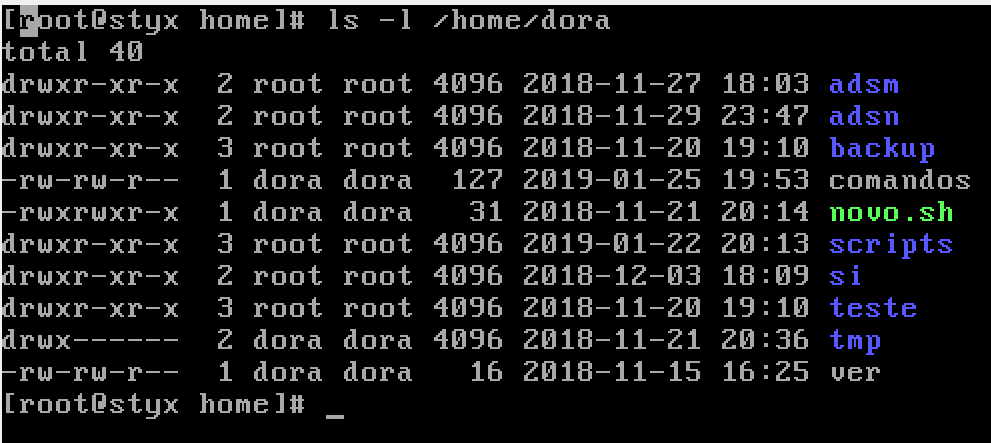 [root@styx home]# ls -l /home/dora
total 40
drwxr-xr-x  2 root root 4096 2018-11-27 18:03 adsm
drwxr-xr-x  2 root root 4096 2018-11-29 23:47 adsn
drwxr-xr-x  3 root root 4096 2018-11-20 19:10 backup
-rw-rw-r--  1 dora dora  127 2019-01-25 19:53 comandos
-rwxrwxr-x  1 dora dora   31 2018-11-21 20:14 novo.sh
drwxr-xr-x  3 root root 4096 2019-01-22 20:13 scripts
drwxr-xr-x  2 root root 4096 2018-12-03 18:09 si
drwxr-xr-x  3 root root 4096 2018-11-20 19:10 teste
drwx------  2 dora dora 4096 2018-11-21 20:36 tmp
-rw-rw-r--  1 dora dora   16 2018-11-15 16:25 ver
[root@styx home]# _